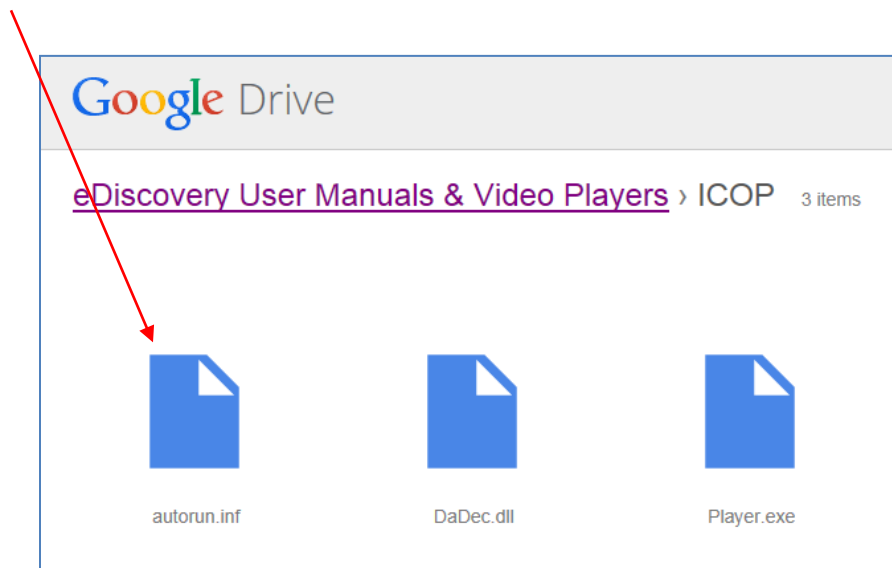 Google Drive
eDiscovery User Manuals & Video Players › ICOP 3 items
autorun.inf DaDec.dll Player.exe